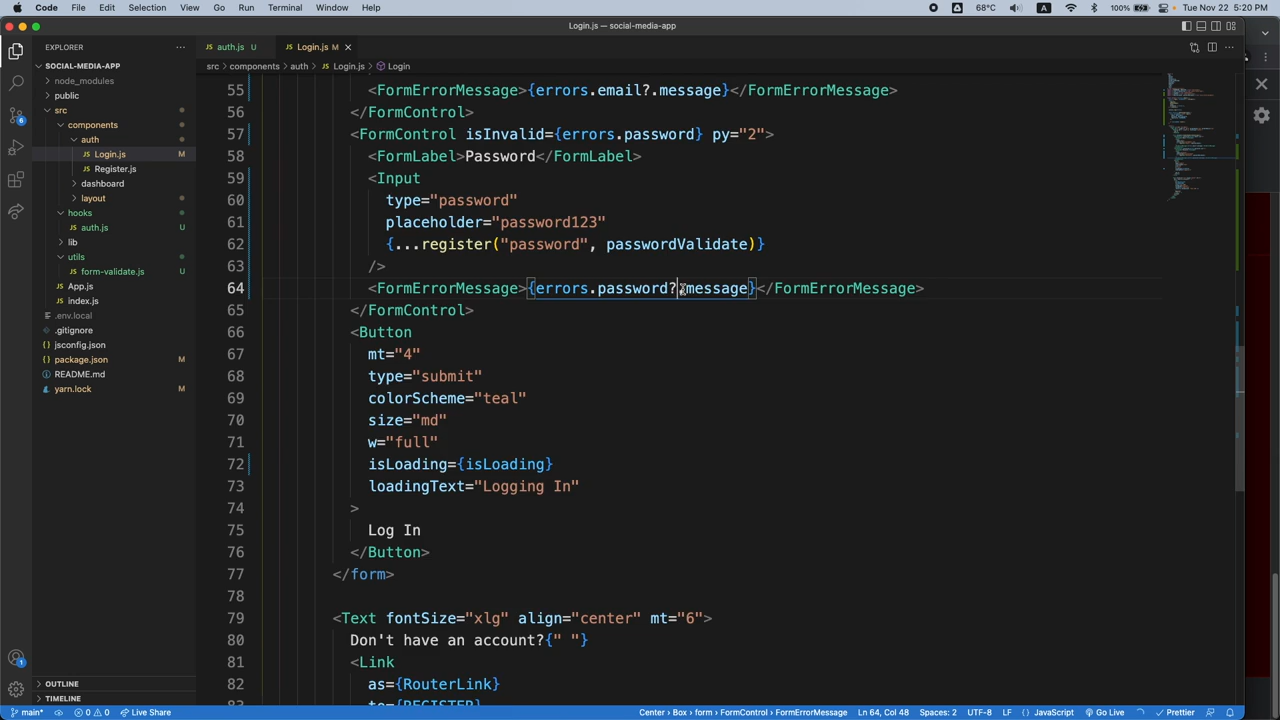 Code File Edit Selection View Go Run Terminal Window Help 68°C A 100% Tue Nov 22 5:20 PM
Login.js — social-media-app
EXPLORER
auth.js U
Login.js M
SOCIAL-MEDIA-APP
src > components > auth > Login.js > Login
node_modules
public
src
components
auth
Login.js M
Register.js
dashboard
layout
hooks
auth.js U
lib
utils
form-validate.js U
App.js
index.js
.env.local
.gitignore
jsconfig.json
package.json M
README.md
yarn.lock M
OUTLINE
TIMELINE
55 <FormErrorMessage>{errors.email?.message}</FormErrorMessage>
56 </FormControl>
57 <FormControl isInvalid={errors.password} py="2">
58 <FormLabel>Password</FormLabel>
59 <Input
60 type="password"
61 placeholder="password123"
62 {...register("password", passwordValidate)}
63 />
64 <FormErrorMessage>{errors.password?.message}</FormErrorMessage>
65 </FormControl>
66 <Button
67 mt="4"
68 type="submit"
69 colorScheme="teal"
70 size="md"
71 w="full"
72 isLoading={isLoading}
73 loadingText="Logging In"
74 >
75 Log In
76 </Button>
77 </form>
78
79 <Text fontSize="xlg" align="center" mt="6">
80 Don't have an account?{" "}
81 <Link
82 as={RouterLink}
83 to={REGISTER}
main* 0 0 Live Share Center > Box > form > FormControl > FormErrorMessage Ln 64, Col 48 Spaces: 2 UTF-8 LF {} JavaScript Go Live Prettier